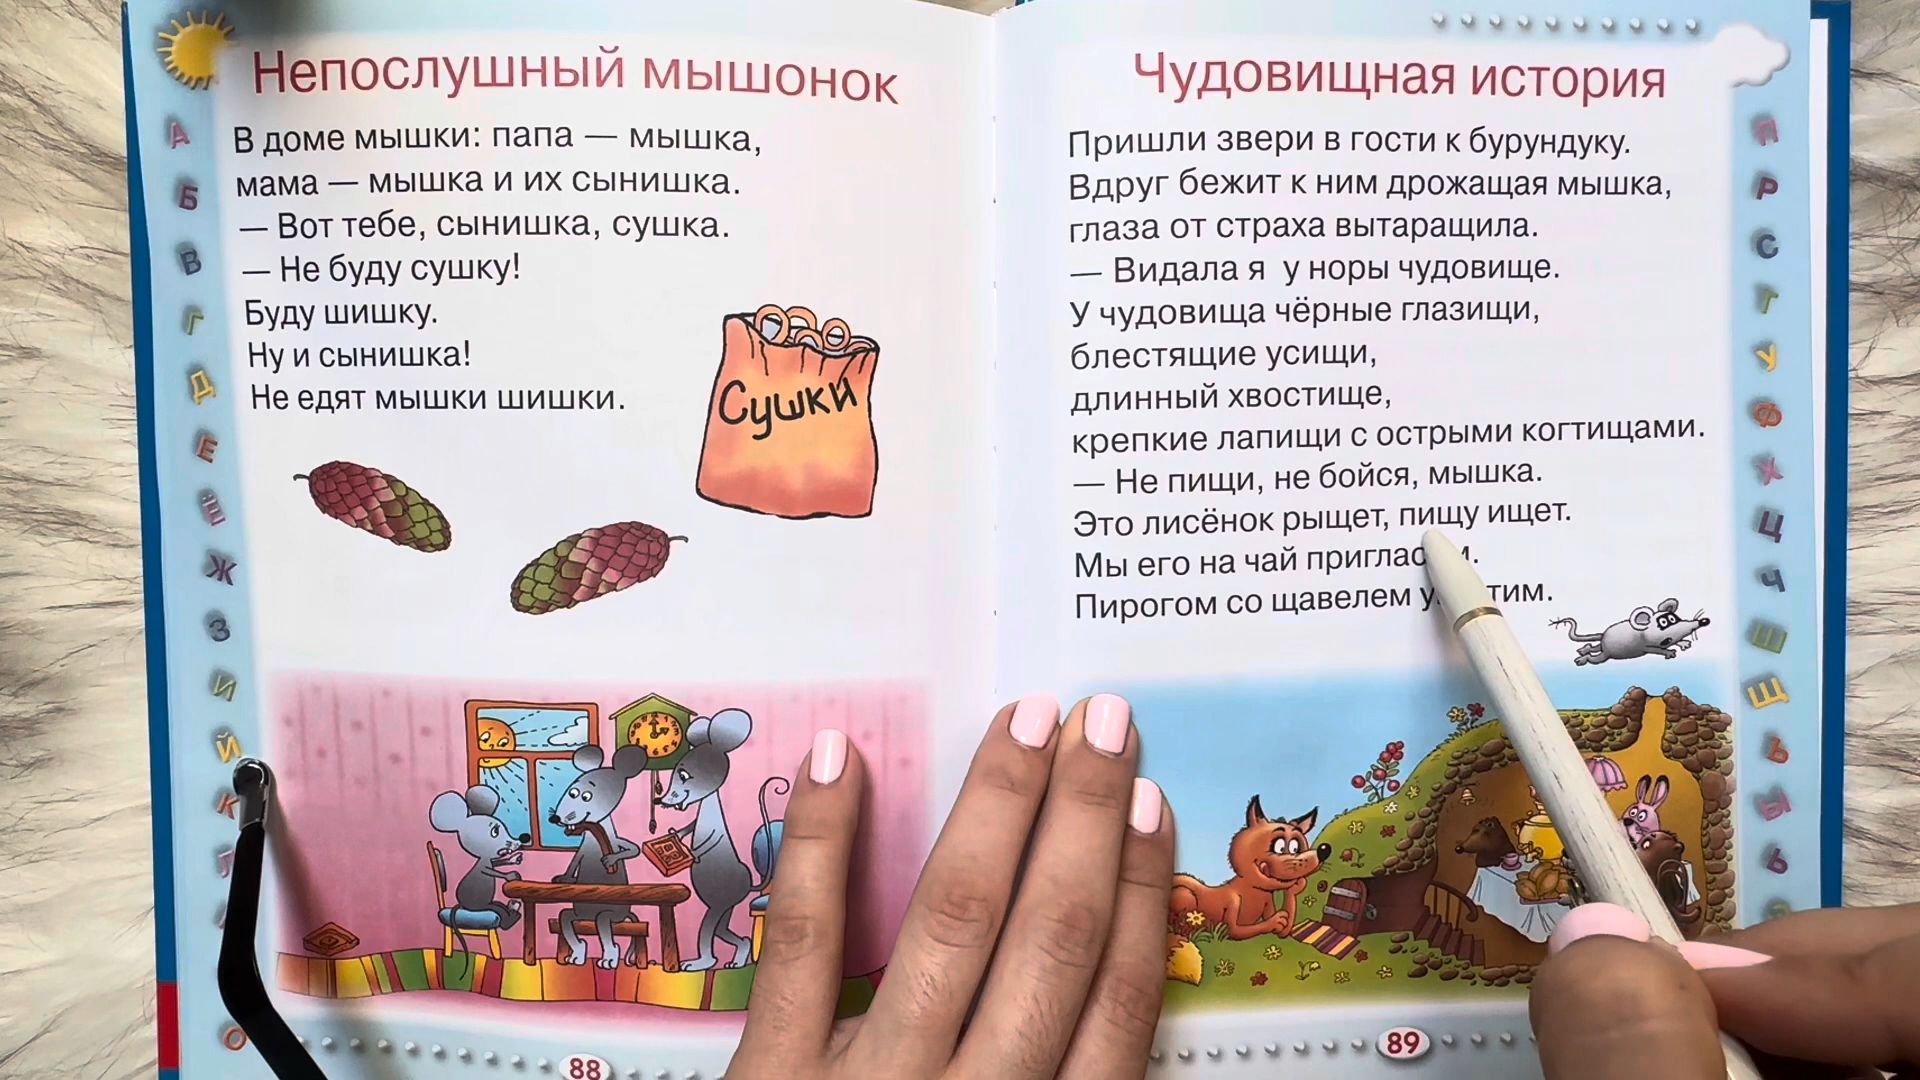 Непослушный мышонок
В доме мышки: папа — мышка,
мама — мышка и их сынишка.
— Вот тебе, сынишка, сушка.
— Не буду сушку!
Буду шишку.
Ну и сынишка!
Не едят мышки шишки.
Сушки
А
Б
В
Г
Д
Е
Ё
Ж
З
И
Й
К
О
88
Чудовищная история
Пришли звери в гости к бурундуку.
Вдруг бежит к ним дрожащая мышка,
глаза от страха вытаращила.
— Видала я у норы чудовище.
У чудовища чёрные глазищи,
блестящие усищи,
длинный хвостище,
крепкие лапищи с острыми когтищами.
— Не пищи, не бойся, мышка.
Это лисёнок рыщет, пищу ищет.
Мы его на чай
Пирогом со щавелем
П
Р
С
Т
У
Ф
Х
Ц
Ч
Ш
Щ
Ъ
Ы
Ь
89